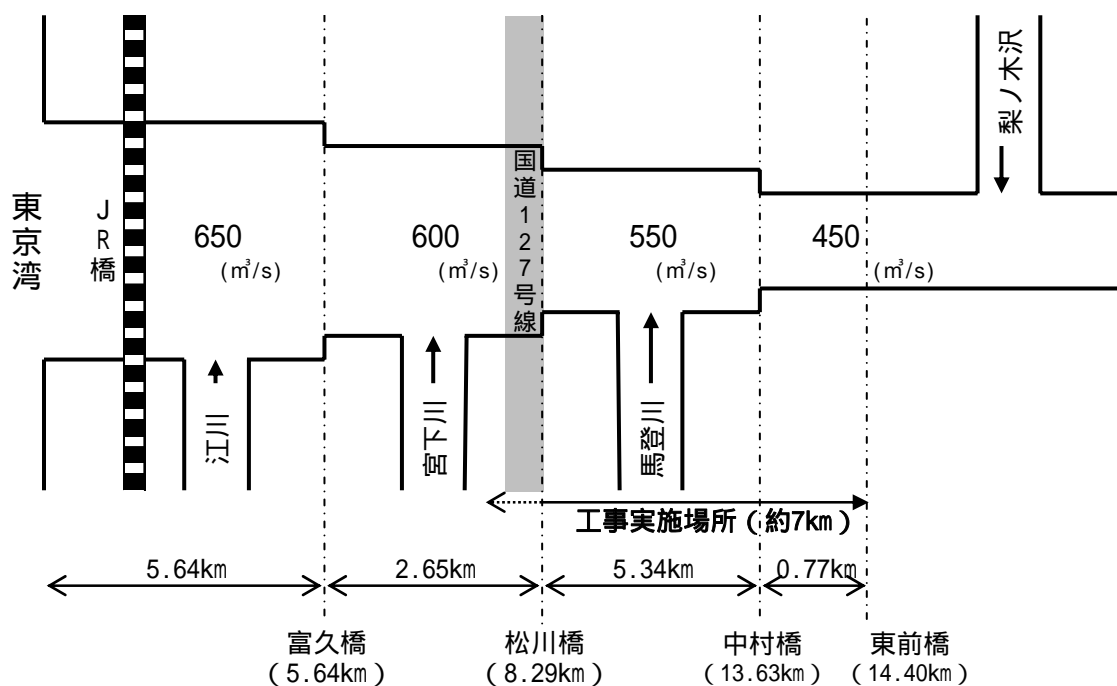 梨ノ木沢
東京湾
JR橋
国道127号線
650
(㎥/s)
600
(㎥/s)
550
(㎥/s)
450
(㎥/s)
江川
宮下川
馬登川
工事実施場所(約7㎞)
5.64㎞
2.65㎞
5.34㎞
0.77㎞
富久橋
(5.64㎞)
松川橋
(8.29㎞)
中村橋
(13.63㎞)
東前橋
(14.40㎞)